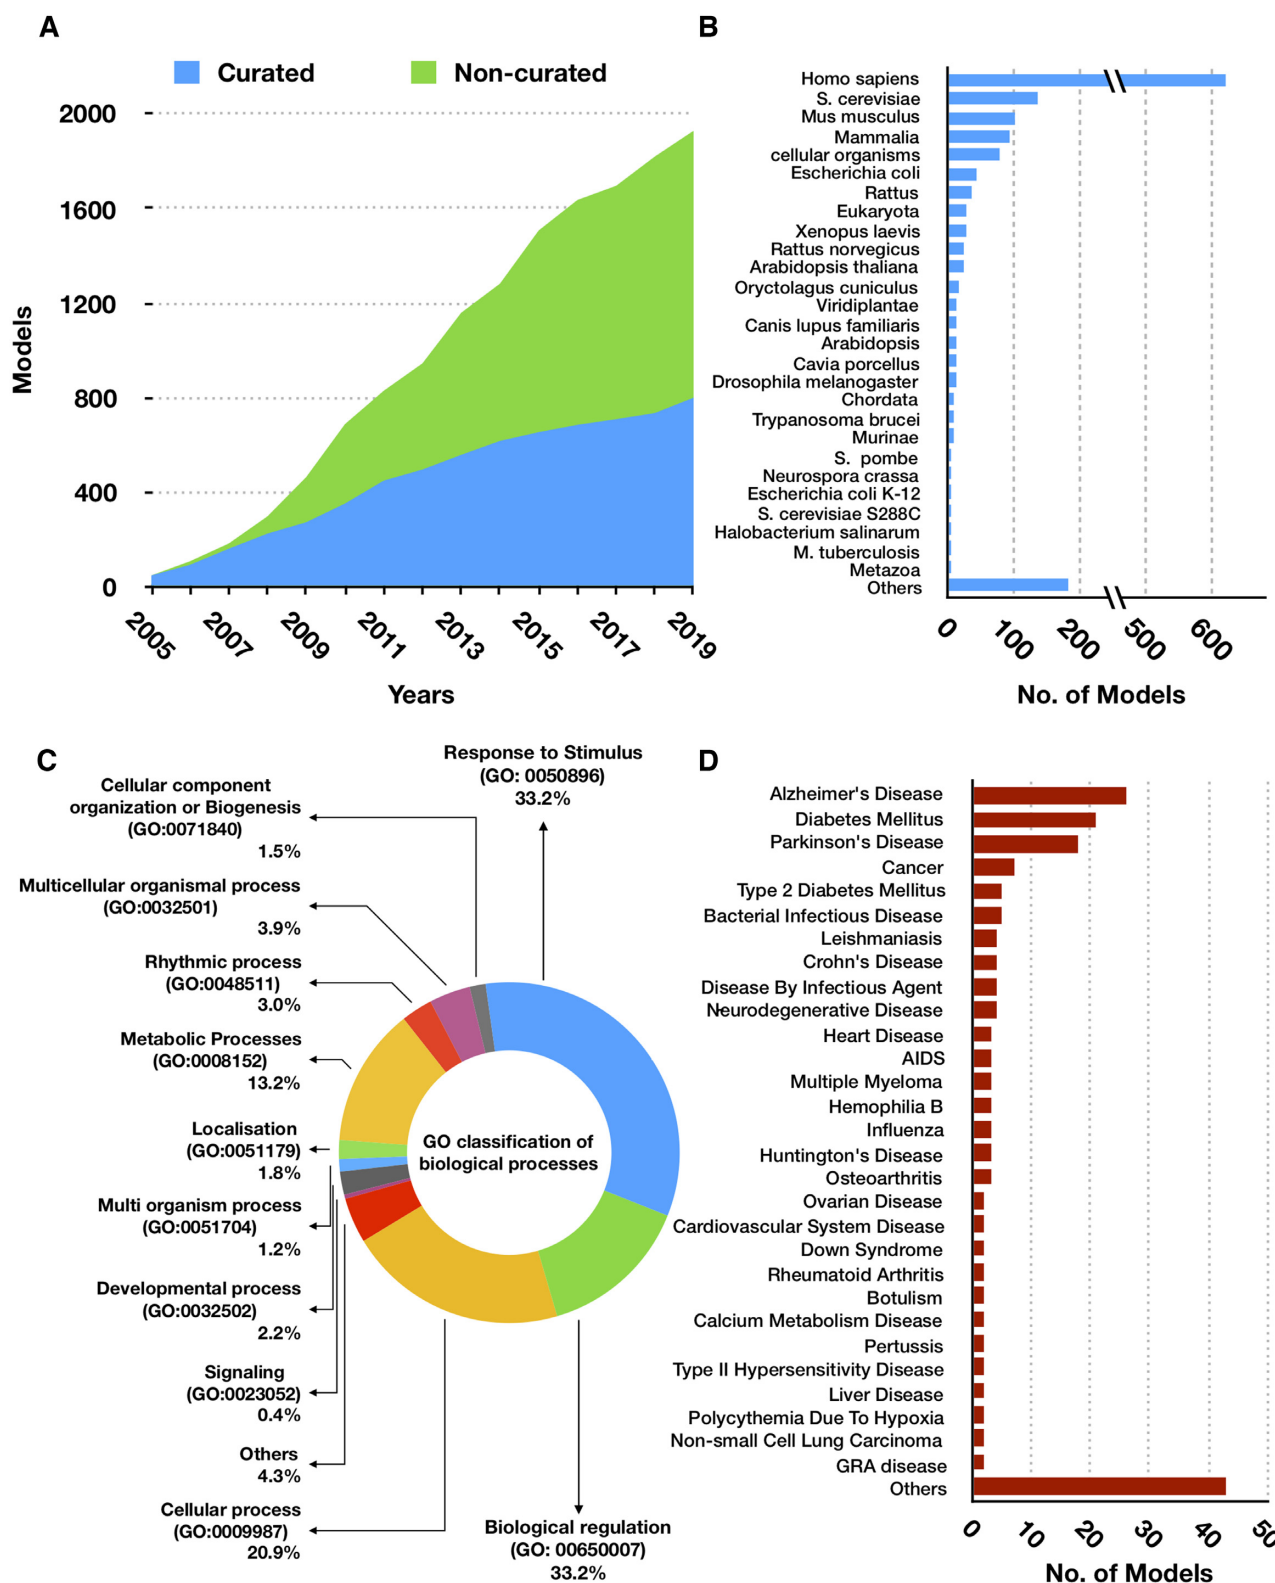 A
Curated
Non-curated
2000
1600
1200
800
400
0
Models
2005
2007
2009
2011
2013
2015
2017
2019
Years
B
Homo sapiens
S. cerevisiae
Mus musculus
Mammalia
cellular organisms
Escherichia coli
Rattus
Eukaryota
Xenopus laevis
Rattus norvegicus
Arabidopsis thaliana
Oryctolagus cuniculus
Viridiplantae
Canis lupus familiaris
Arabidopsis
Cavia porcellus
Drosophila melanogaster
Chordata
Trypanosoma brucei
Murinae
S. pombe
Neurospora crassa
Escherichia coli K-12
S. cerevisiae S288C
Halobacterium salinarum
M. tuberculosis
Metazoa
Others
0
100
200
500
600
No. of Models
C
Response to Stimulus
(GO: 0050896)
33.2%
Cellular component
organization or Biogenesis
(GO:0071840)
1.5%
Multicellular organismal process
(GO:0032501)
3.9%
Rhythmic process
(GO:0048511)
3.0%
Metabolic Processes
(GO:0008152)
13.2%
Localisation
(GO:0051179)
1.8%
Multi organism process
(GO:0051704)
1.2%
Developmental process
(GO:0032502)
2.2%
Signaling
(GO:0023052)
0.4%
Others
4.3%
Cellular process
(GO:0009987)
20.9%
GO classification of
biological processes
Biological regulation
(GO: 00650007)
33.2%
D
Alzheimer's Disease
Diabetes Mellitus
Parkinson's Disease
Cancer
Type 2 Diabetes Mellitus
Bacterial Infectious Disease
Leishmaniasis
Crohn's Disease
Disease By Infectious Agent
Neurodegenerative Disease
Heart Disease
AIDS
Multiple Myeloma
Hemophilia B
Influenza
Huntington's Disease
Osteoarthritis
Ovarian Disease
Cardiovascular System Disease
Down Syndrome
Rheumatoid Arthritis
Botulism
Calcium Metabolism Disease
Pertussis
Type II Hypersensitivity Disease
Liver Disease
Polycythemia Due To Hypoxia
Non-small Cell Lung Carcinoma
GRA disease
Others
0
10
20
30
40
50
No. of Models